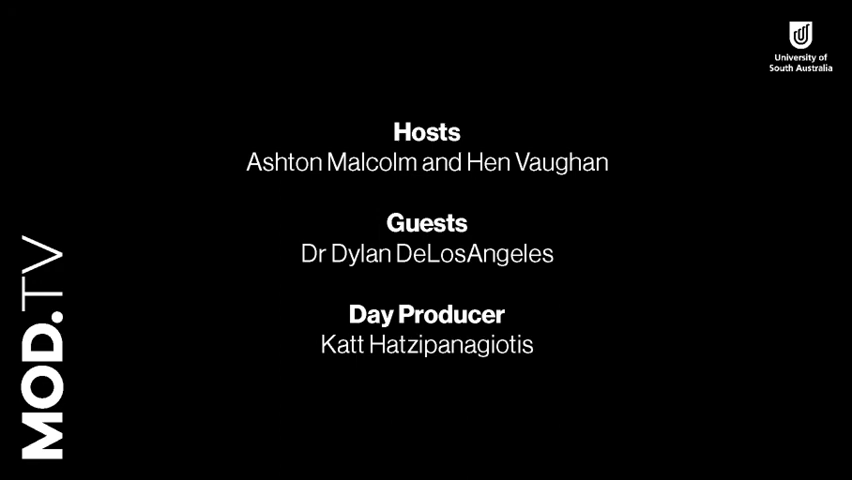 University of
South Australia
Hosts
Ashton Malcolm and Hen Vaughan
Guests
Dr Dylan DeLosAngeles
Day Producer
Katt Hatzipanagiotis
MOD.TV